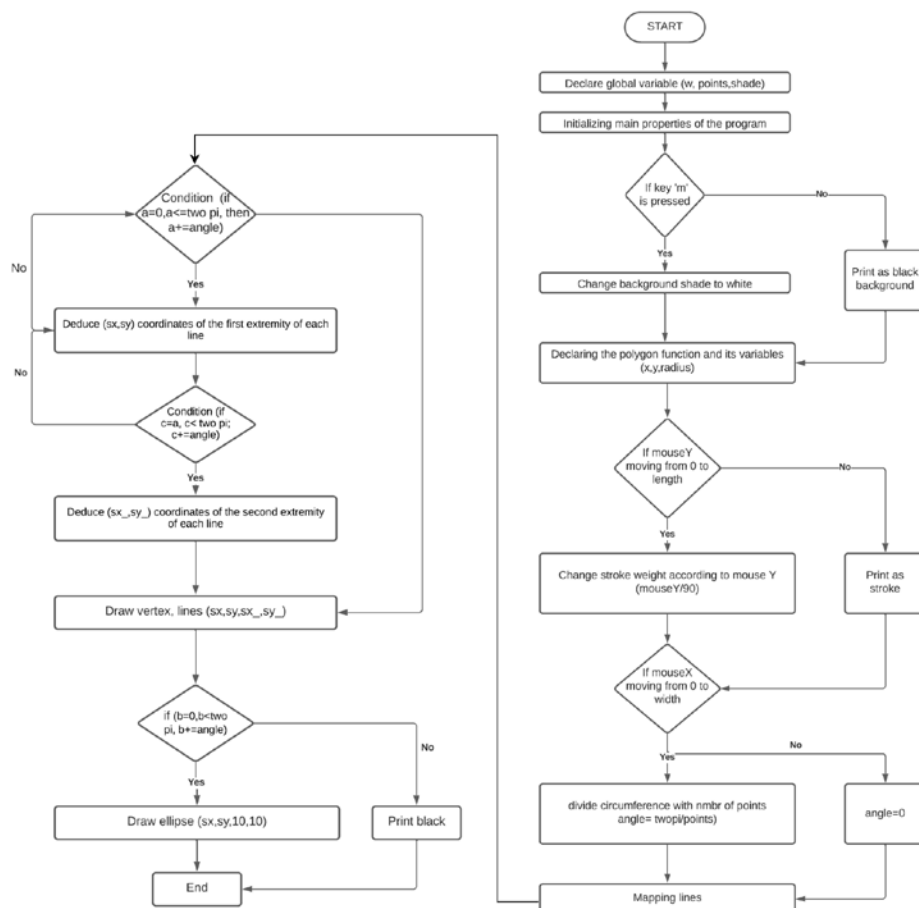 START
Declare global variable (w, points,shade)
Initializing main properties of the program
If key 'm'
is pressed
No
Yes
Print as black
background
Change background shade to white
Declaring the polygon function and its variables
(x,y,radius)
If mouseY
moving from 0 to
length
No
Yes
Change stroke weight according to mouse Y
(mouseY/90)
Print as
stroke
If mouseX
moving from 0 to
width
No
Yes
divide circumference with nmbr of points
angle= twopi/points)
angle=0
Mapping lines
Condition (if
a=0,a<=two pi, then
a+=angle)
No
Yes
Deduce (sx,sy) coordinates of the first extremity of each
line
No
Condition (if
c=a, c< two pi;
c+=angle)
Yes
Deduce (sx_,sy_) coordinates of the second extremity
of each line
Draw vertex, lines (sx,sy,sx_,sy_)
if (b=0,b<two
pi, b+=angle)
No
Yes
Draw ellipse (sx,sy,10,10)
Print black
End